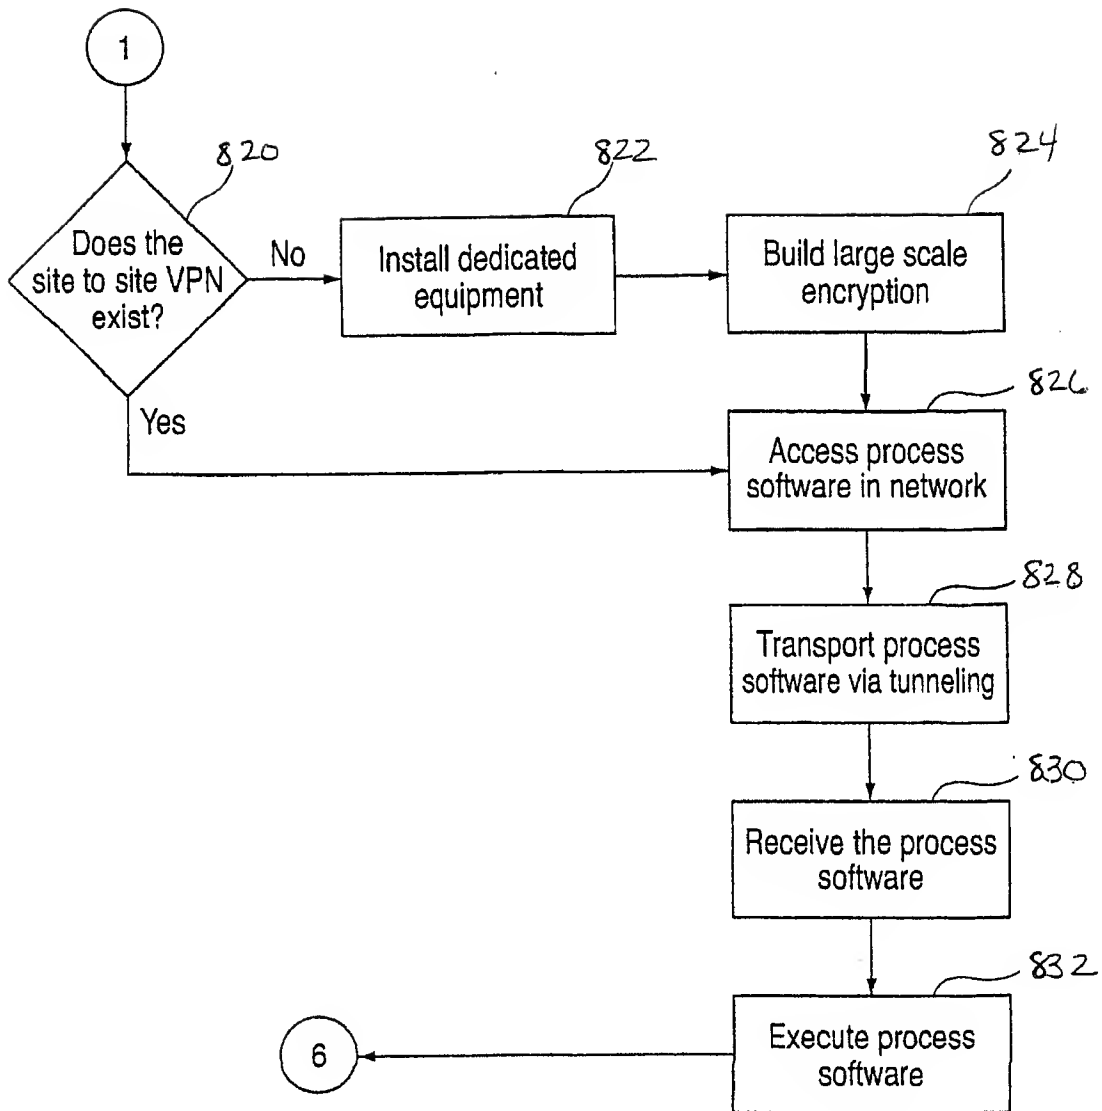 1
820
Does the
site to site VPN
exist?
No
Yes
822
Install dedicated
equipment
824
Build large scale
encryption
826
Access process
software in network
828
Transport process
software via tunneling
830
Receive the process
software
832
Execute process
software
6